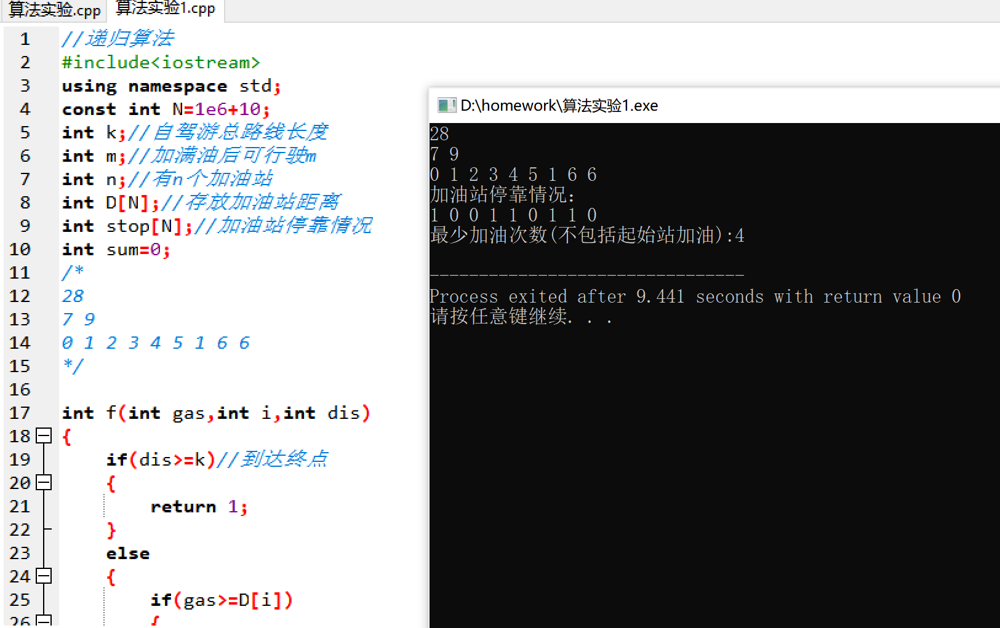 算法实验.cpp 算法实验1.cpp
1 //递归算法
2 #include<iostream>
3 using namespace std;
4 const int N=1e6+10;
5 int k;//自驾游总路线长度
6 int m;//加满油后可行驶m
7 int n;//有n个加油站
8 int D[N];//存放加油站距离
9 int stop[N];//加油站停靠情况
10 int sum=0;
11 /*
12 28
13 7 9
14 0 1 2 3 4 5 1 6 6
15 */
16
17 int f(int gas,int i,int dis)
18 {
19 if(dis>=k)//到达终点
20 {
21 return 1;
22 }
23 else
24 {
25 if(gas>=D[i])
26 {
D:\homework\算法实验1.exe
28
7 9
0 1 2 3 4 5 1 6 6
加油站停靠情况:
1 0 0 1 1 0 1 1 0
最少加油次数(不包括起始站加油):4
--------------------------------
Process exited after 9.441 seconds with return value 0
请按任意键继续. . .